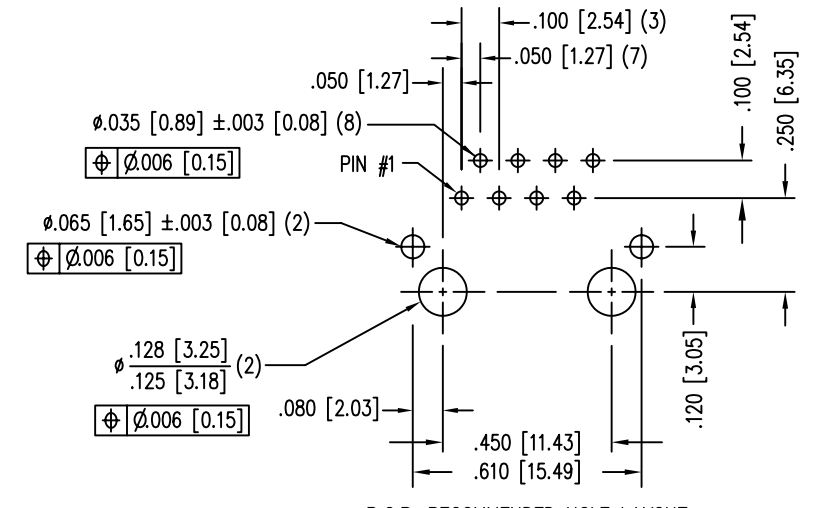 .100 [2.54] (3)
.050 [1.27] (7)
.050 [1.27]
.100 [2.54]
.250 [6.35]
ø.035 [0.89] ±.003 [0.08] (8)
⌖ Ø.006 [0.15]
PIN #1
ø.065 [1.65] ±.003 [0.08] (2)
⌖ Ø.006 [0.15]
ø .128 [3.25]
.125 [3.18] (2)
⌖ Ø.006 [0.15]
.080 [2.03]
.120 [3.05]
.450 [11.43]
.610 [15.49]